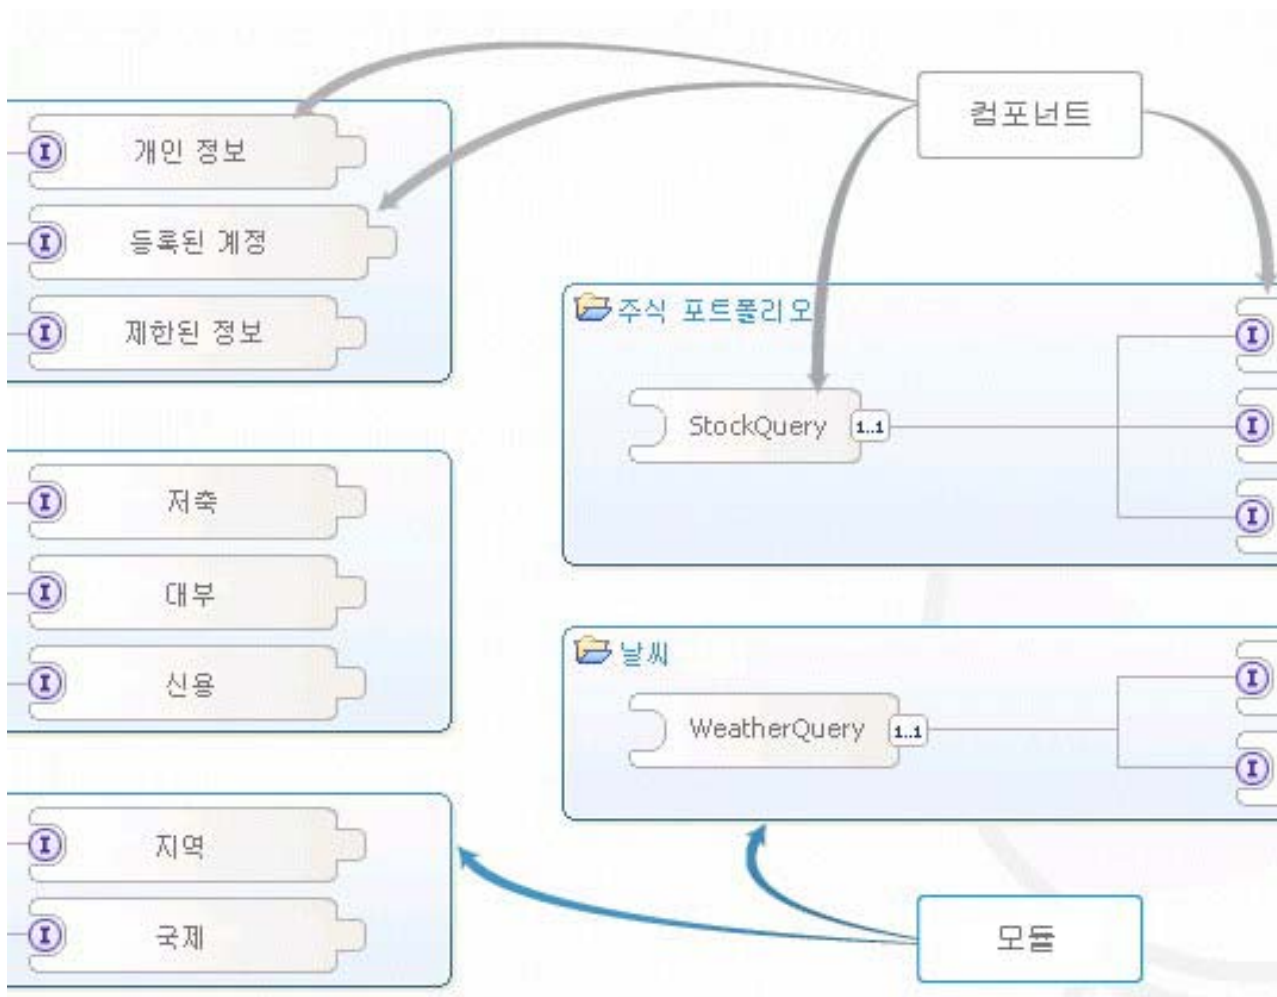 컴포넌트
개인 정보
등록된 계정
제한된 정보
주식 포트폴리오
StockQuery
1..1
저축
대부
신용
날씨
WeatherQuery
1..1
지역
국제
모듈
I
I
I
I
I
I
I
I
I
I
I
I
I